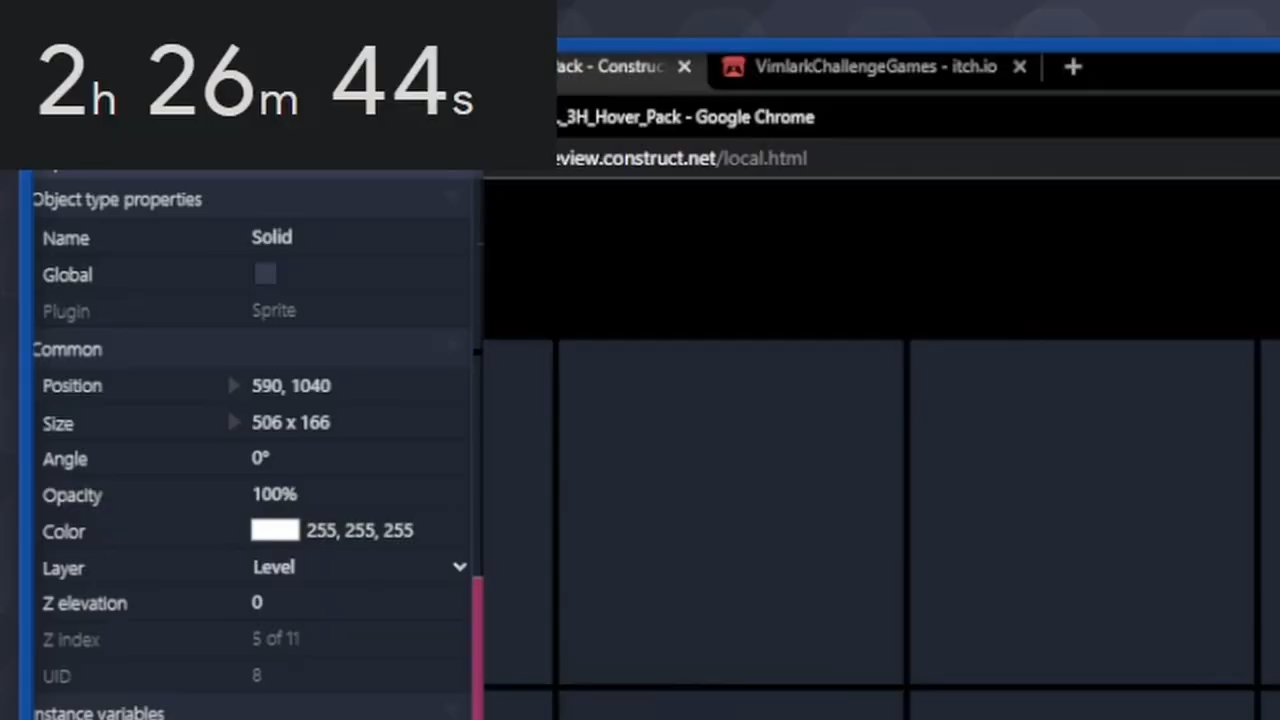 2h 26m 44s
ack - Construc
VimlarkChallengeGames - itch.io
_3H_Hover_Pack - Google Chrome
eview.construct.net/local.html
Object type properties
Name Solid
Global
Plugin Sprite
Common
Position 590, 1040
Size 506 x 166
Angle 0°
Opacity 100%
Color 255, 255, 255
Layer Level
Z elevation 0
Z index 5 of 11
UID 8
nstance variables